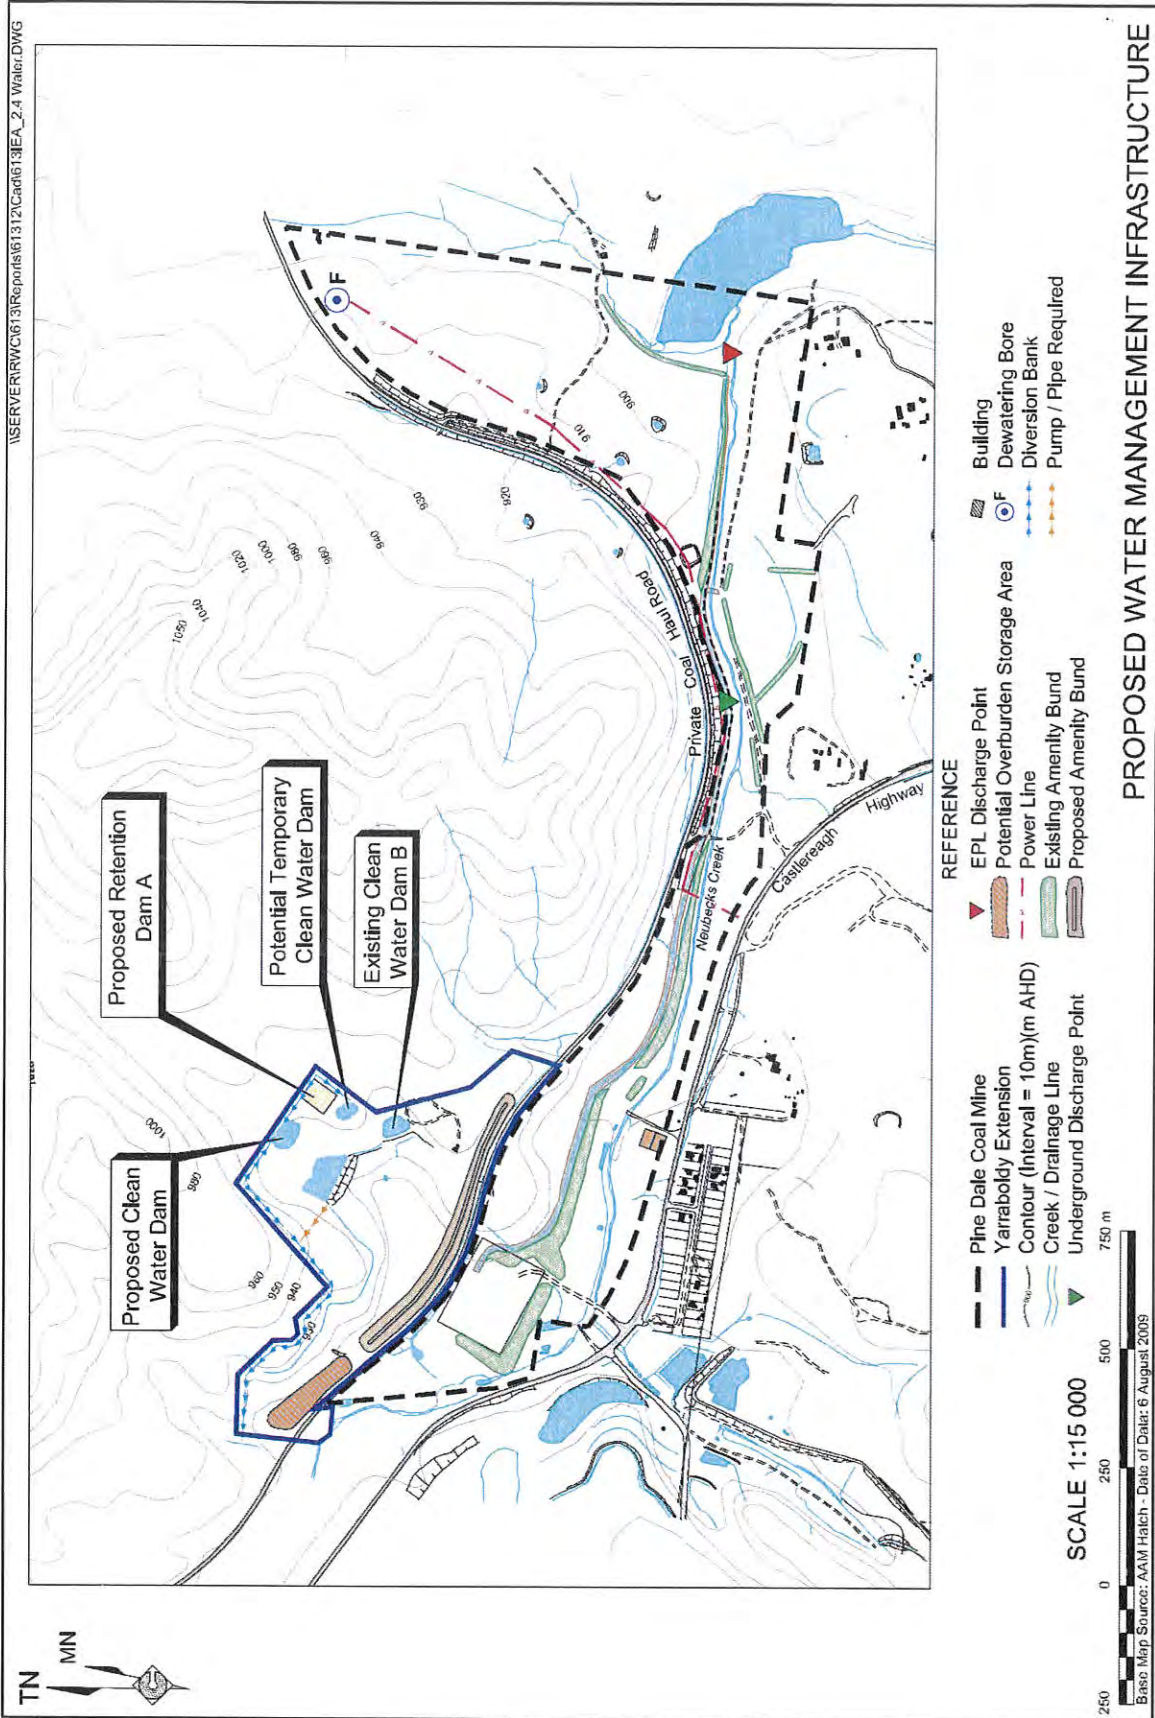 \\SERVER\RWC\613\Reports\61312\Cad\613IEA_2.4 Water.DWG
TN
MN
Proposed Clean
Water Dam
Proposed Retention
Dam A
Potential Temporary
Clean Water Dam
Existing Clean
Water Dam B
1000
980
960
950
940
950
1050
1040
1020
1000
980
960
940
930
920
910
900
F
Private Coal Haul Road
Neubecks Creek
Castlereagh Highway
REFERENCE
Pine Dale Coal Mine
Yarraboldy Extension
Contour (Interval = 10m)(m AHD)
Creek / Drainage Line
Underground Discharge Point
EPL Discharge Point
Potential Overburden Storage Area
Power Line
Existing Amenity Bund
Proposed Amenity Bund
Building
F Dewatering Bore
Diversion Bank
Pump / Pipe Required
SCALE 1:15 000
250 0 250 500 750 m
Base Map Source: AAM Hatch - Date of Data: 6 August 2009
PROPOSED WATER MANAGEMENT INFRASTRUCTURE